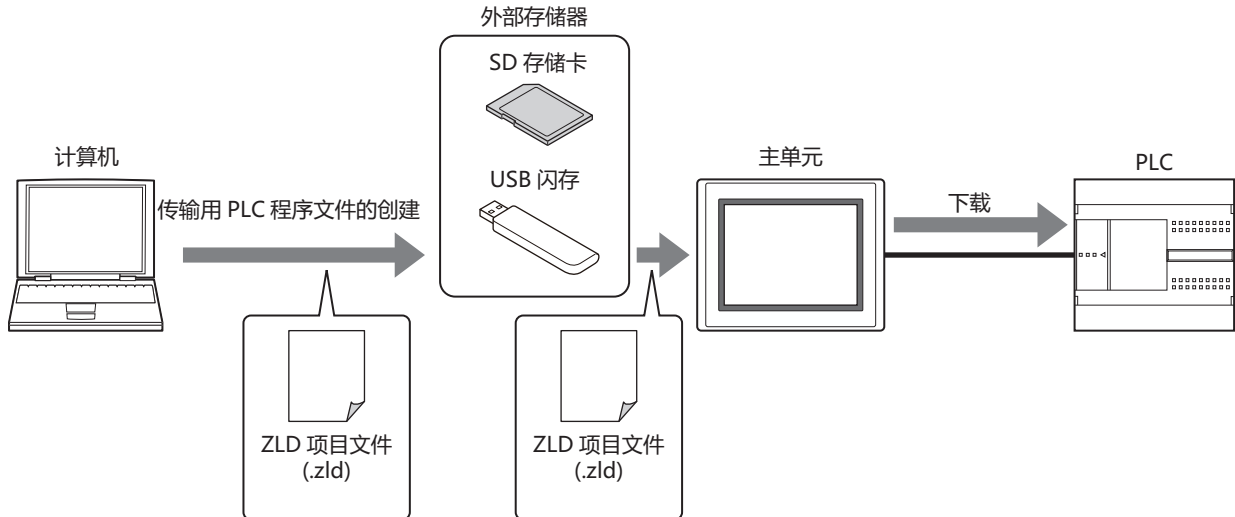 外部存储器
SD 存储卡
USB 闪存
计算机
传输用 PLC 程序文件的创建
主单元
下载
PLC
ZLD 项目文件
(.zld)
ZLD 项目文件
(.zld)